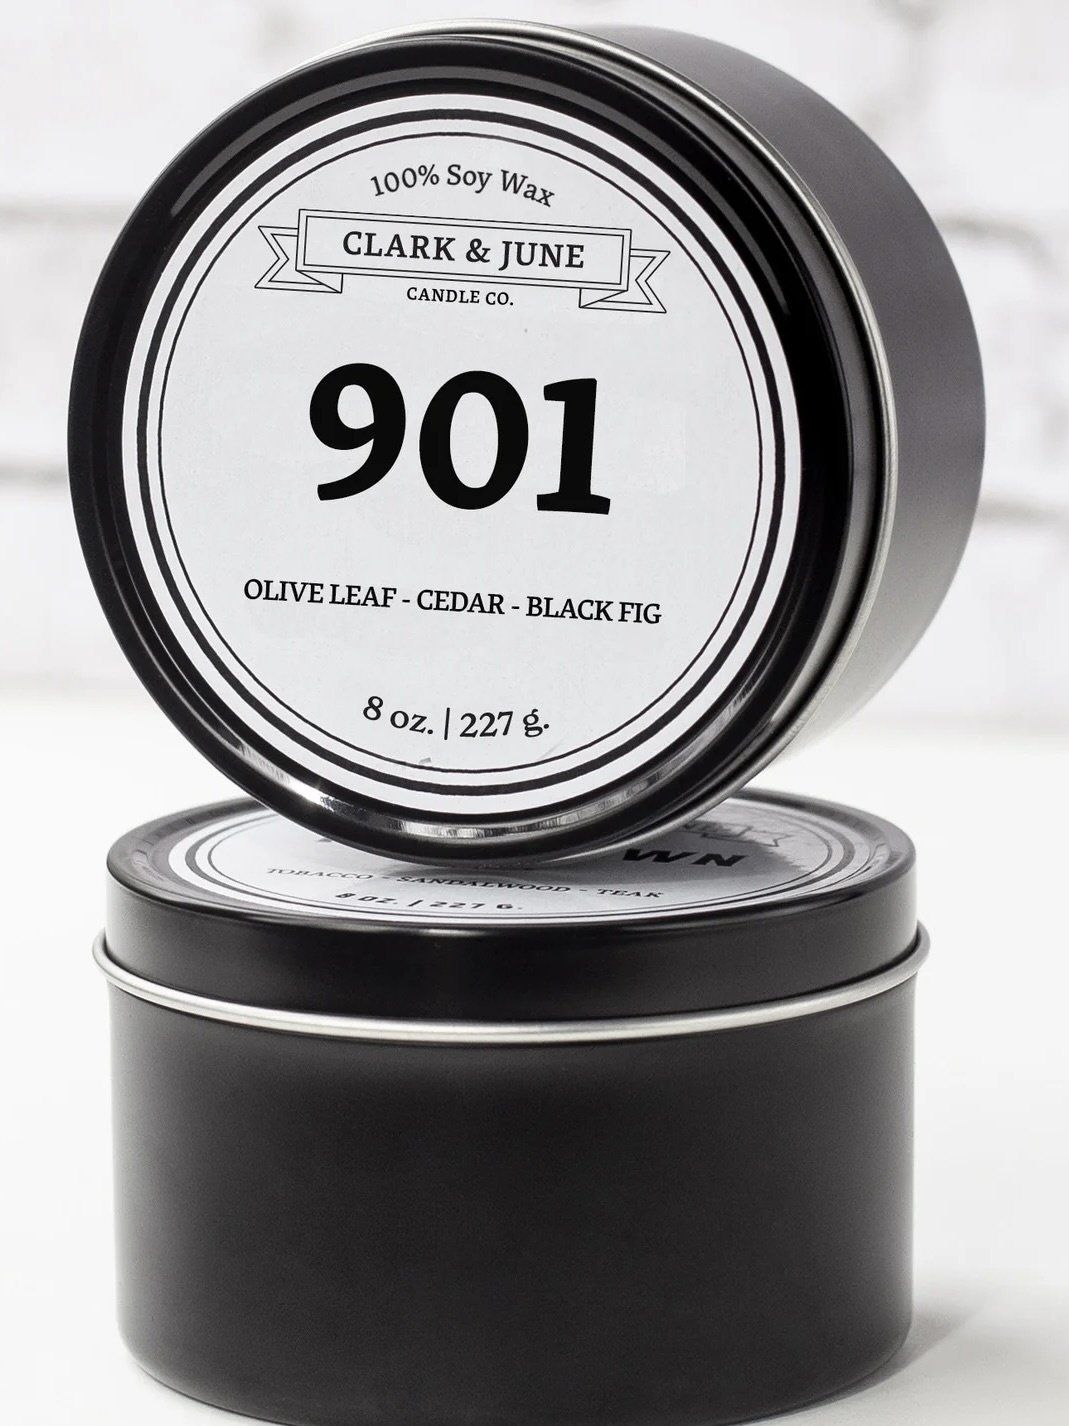 100% Soy Wax
CLARK & JUNE
CANDLE CO.
901
OLIVE LEAF - CEDAR - BLACK FIG
8 oz. | 227 g.
TOBACCO - SANDALWOOD - TEAK
8 OZ. | 227 G.